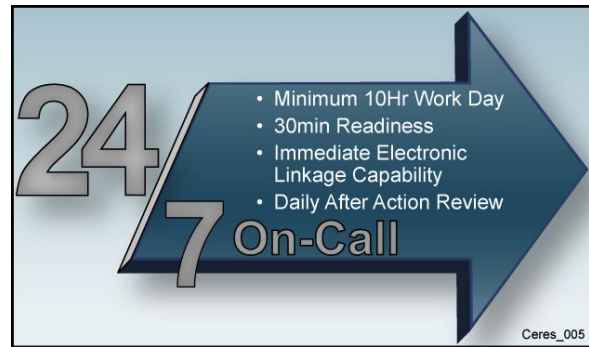 24
• Minimum 10Hr Work Day
• 30min Readiness
• Immediate Electronic
Linkage Capability
• Daily After Action Review
7 On-Call
Ceres_005